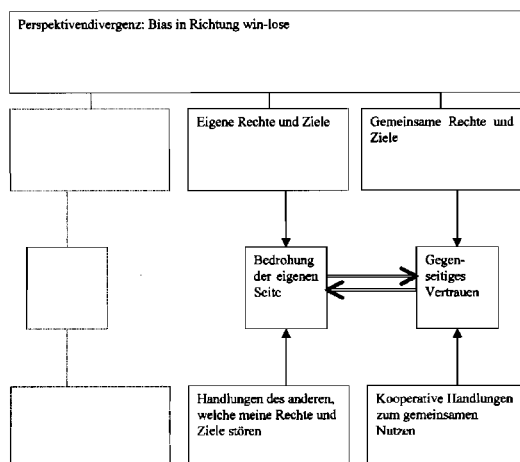 Perspektivendivergenz: Bias in Richtung win-lose
Eigene Rechte und Ziele
Gemeinsame Rechte und
Ziele
Bedrohung
der eigenen
Seite
Gegen-
seitiges
Vertrauen
Handlungen des anderen,
welche meine Rechte und
Ziele stören
Kooperative Handlungen
zum gemeinsamen
Nutzen